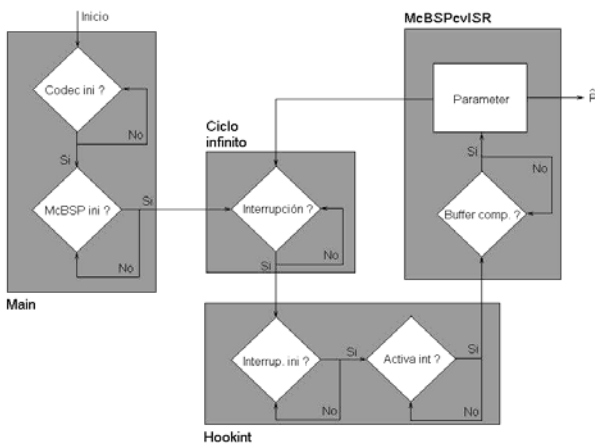 Inicio
Codec ini ?
No
Si
McBSP ini ?
Si
No
Main
Ciclo
infinito
Interrupción ?
No
Si
Interrup. ini ?
Si
No
Activa int ?
Si
No
Hookint
McBSPcvISR
Parameter
p̂
Si
No
Buffer comp. ?